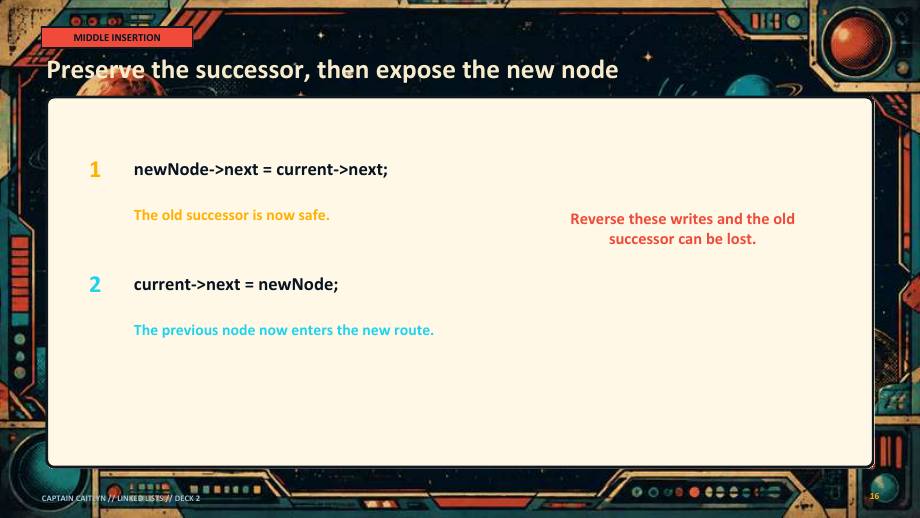 MIDDLE INSERTION
Preserve the successor, then expose the new node
1
newNode->next = current->next;
The old successor is now safe.
Reverse these writes and the old
successor can be lost.
2
current->next = newNode;
The previous node now enters the new route.
CAPTAIN CAITLYN // LINKED LISTS // DECK 2
16